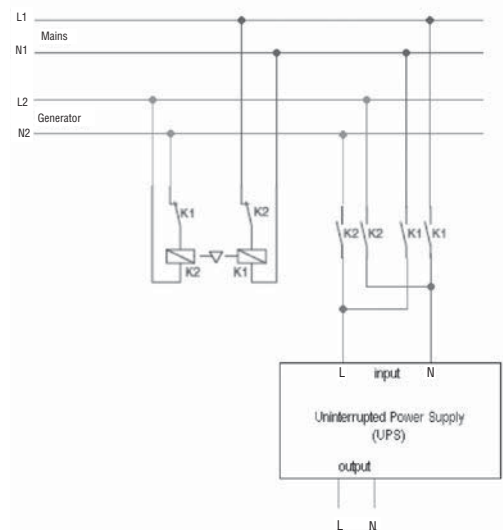 L1
Mains
N1
L2
Generator
N2
K1 K2
K2 K2 K1 K1
K2 K1
L input N
Uninterrupted Power Supply
(UPS)
output
L N